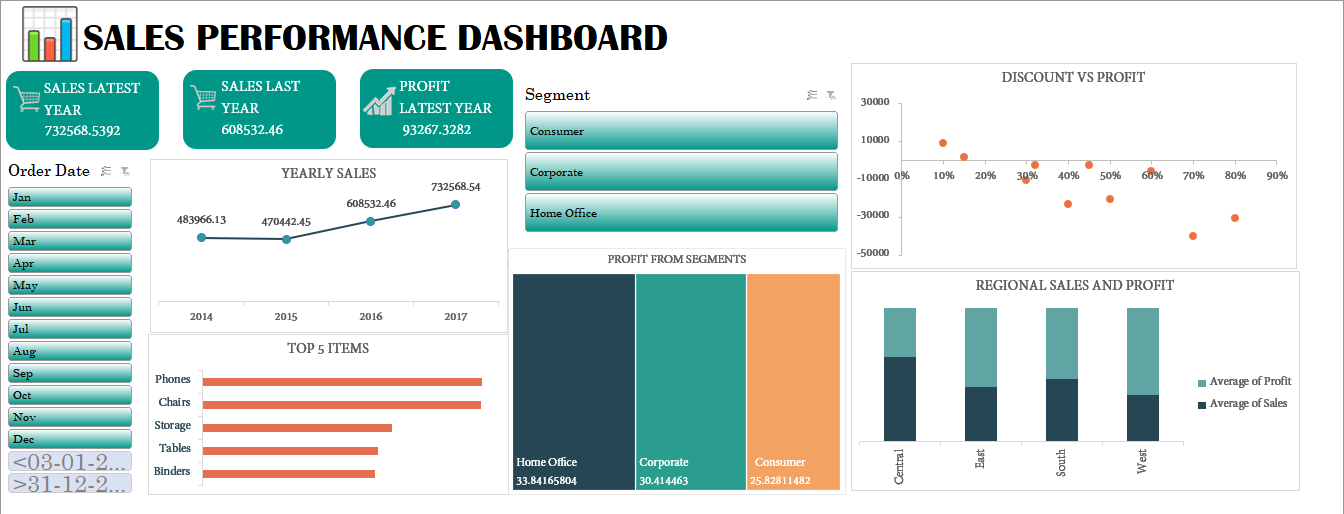 SALES PERFORMANCE DASHBOARD
SALES LATEST
YEAR
732568.5392
SALES LAST
YEAR
608532.46
PROFIT
LATEST YEAR
93267.3282
Order Date
Jan
Feb
Mar
Apr
May
Jun
Jul
Aug
Sep
Oct
Nov
Dec
<03-01-2...
>31-12-2...
YEARLY SALES
483966.13
470442.45
608532.46
732568.54
2014 2015 2016 2017
TOP 5 ITEMS
Phones
Chairs
Storage
Tables
Binders
Segment
Consumer
Corporate
Home Office
PROFIT FROM SEGMENTS
Home Office Corporate Consumer
33.84165804 30.414463 25.82811482
DISCOUNT VS PROFIT
30000
10000
-10000 0% 10% 20% 30% 40% 50% 60% 70% 80% 90%
-30000
-50000
REGIONAL SALES AND PROFIT
Average of Profit
Average of Sales
Central East South West